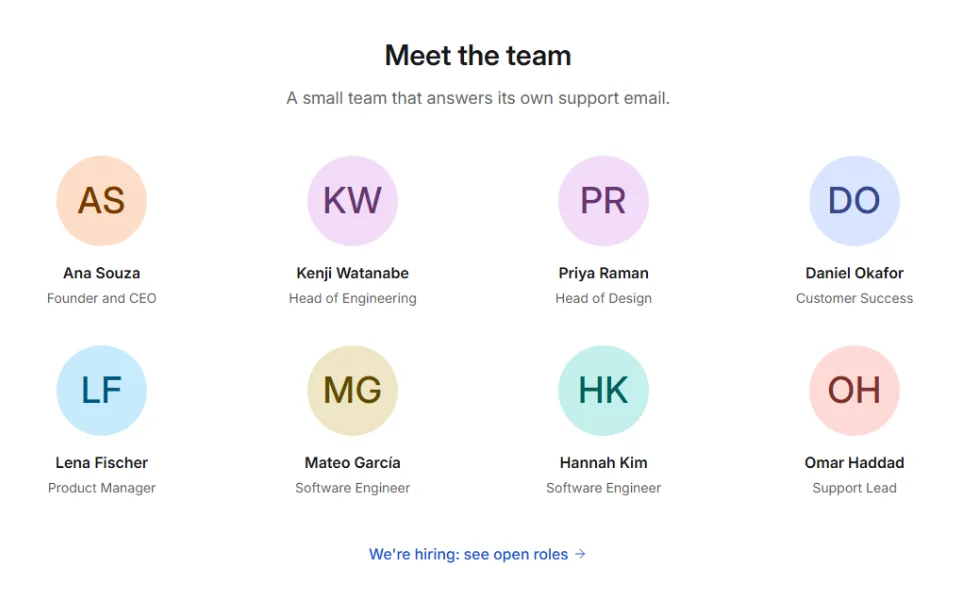 Meet the team
A small team that answers its own support email.
AS
KW
PR
DO
Ana Souza
Kenji Watanabe
Priya Raman
Daniel Okafor
Founder and CEO
Head of Engineering
Head of Design
Customer Success
LF
MG
HK
OH
Lena Fischer
Mateo García
Hannah Kim
Omar Haddad
Product Manager
Software Engineer
Software Engineer
Support Lead
We're hiring: see open roles →